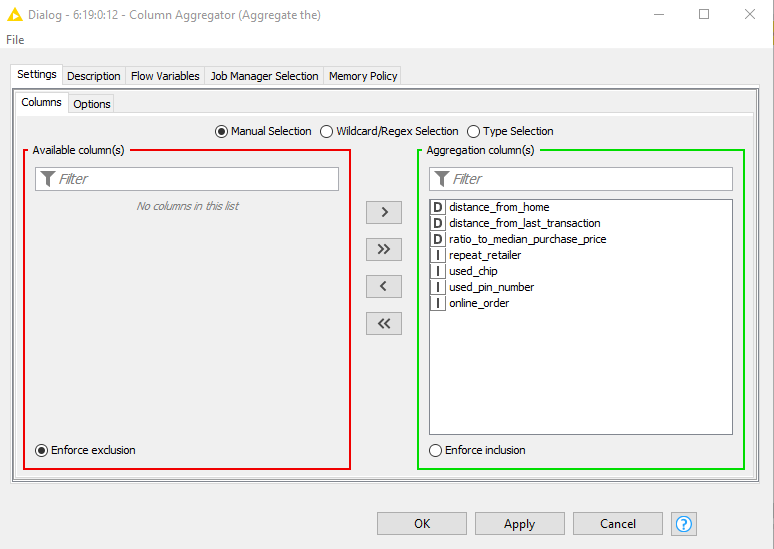 Dialog - 6:19:0:12 - Column Aggregator (Aggregate the)
File
Settings Description Flow Variables Job Manager Selection Memory Policy
Columns Options
Manual Selection Wildcard/Regex Selection Type Selection
Available column(s) Aggregation column(s)
Filter Filter
No columns in this list
D distance_from_home
D distance_from_last_transaction
D ratio_to_median_purchase_price
I repeat_retailer
I used_chip
I used_pin_number
I online_order
> 
>>
<
<<
Enforce exclusion Enforce inclusion
OK Apply Cancel ?